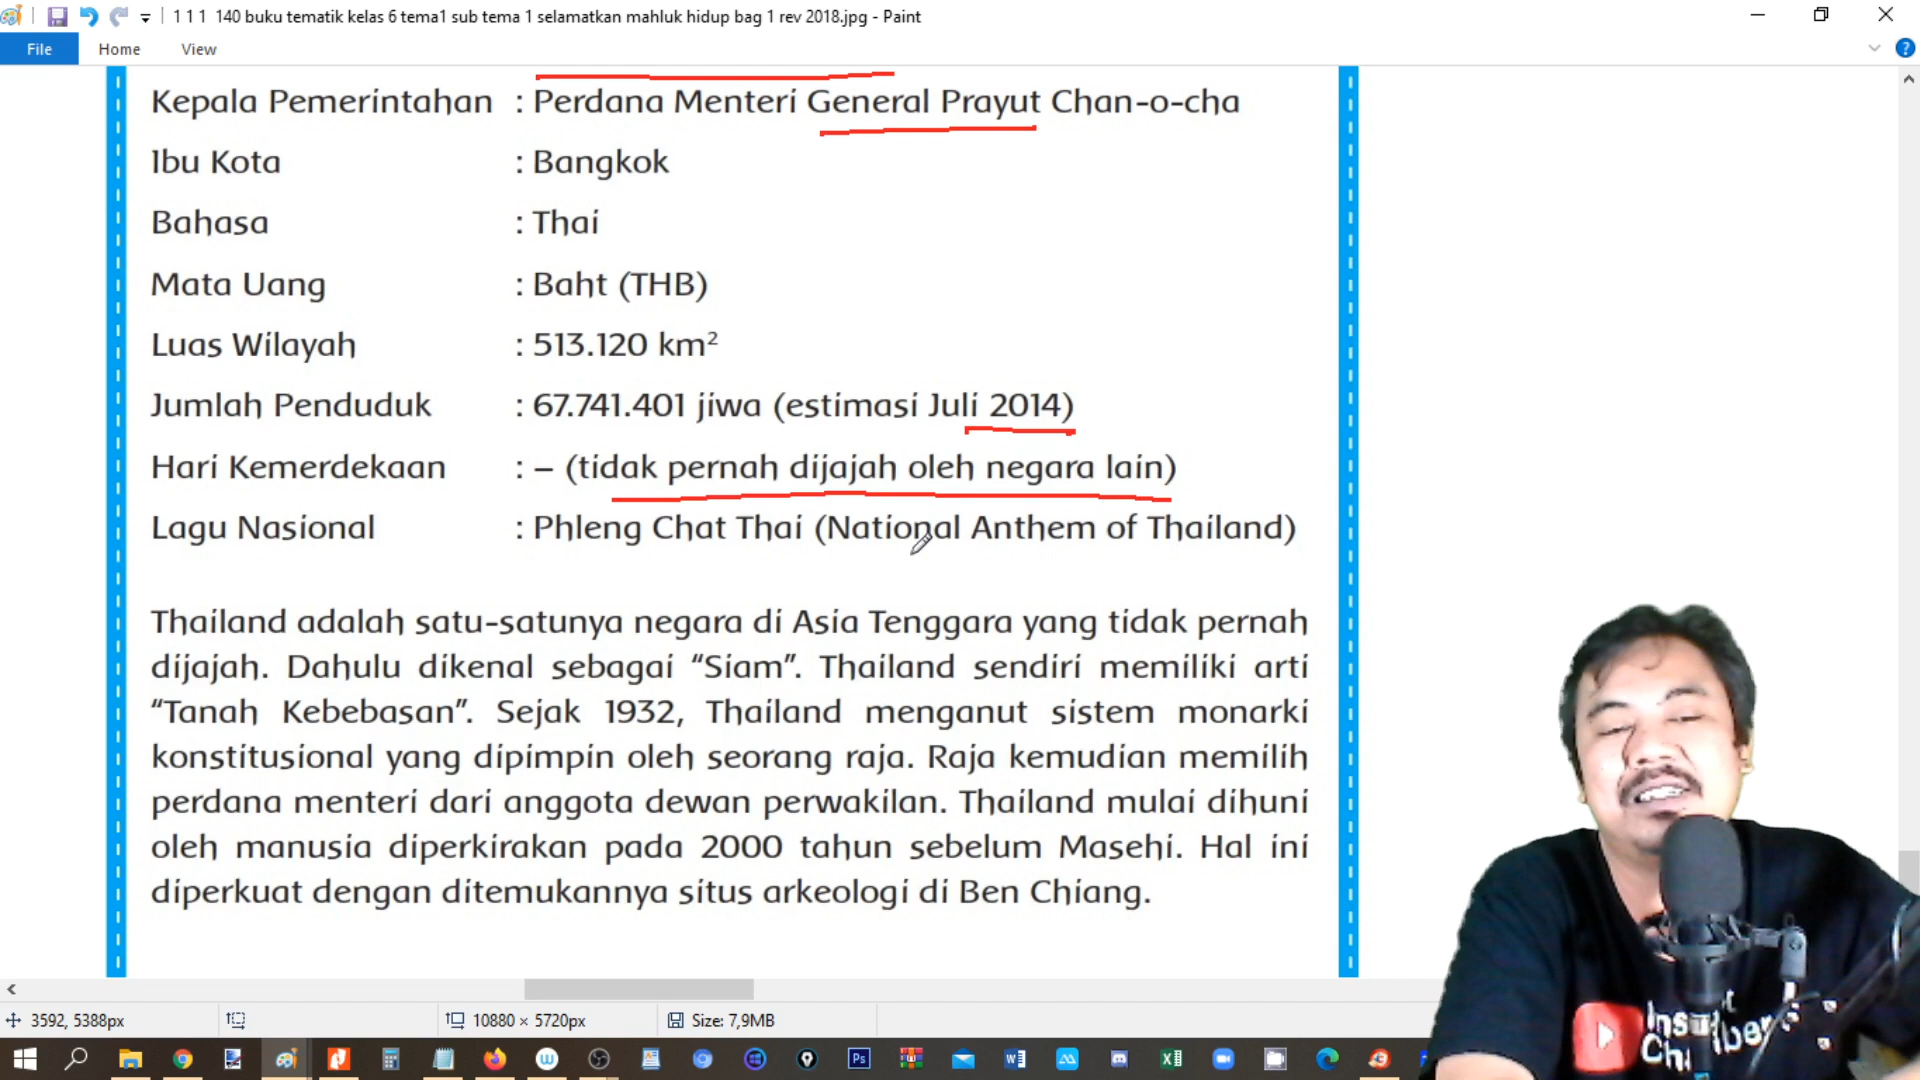 1 1 1  140 buku tematik kelas 6 tema1 sub tema 1 selamatkan mahluk hidup bag 1 rev 2018.jpg - Paint
File Home View
Kepala Pemerintahan : Perdana Menteri General Prayut Chan-o-cha
Ibu Kota : Bangkok
Bahasa : Thai
Mata Uang : Baht (THB)
Luas Wilayah : 513.120 km²
Jumlah Penduduk : 67.741.401 jiwa (estimasi Juli 2014)
Hari Kemerdekaan : – (tidak pernah dijajah oleh negara lain)
Lagu Nasional : Phleng Chat Thai (National Anthem of Thailand)
Thailand adalah satu-satunya negara di Asia Tenggara yang tidak pernah
dijajah. Dahulu dikenal sebagai “Siam”. Thailand sendiri memiliki arti
“Tanah Kebebasan”. Sejak 1932, Thailand menganut sistem monarki
konstitusional yang dipimpin oleh seorang raja. Raja kemudian memilih
perdana menteri dari anggota dewan perwakilan. Thailand mulai dihuni
oleh manusia diperkirakan pada 2000 tahun sebelum Masehi. Hal ini
diperkuat dengan ditemukannya situs arkeologi di Ben Chiang.
3592, 5388px 10880 × 5720px Size: 7,9MB
Ps